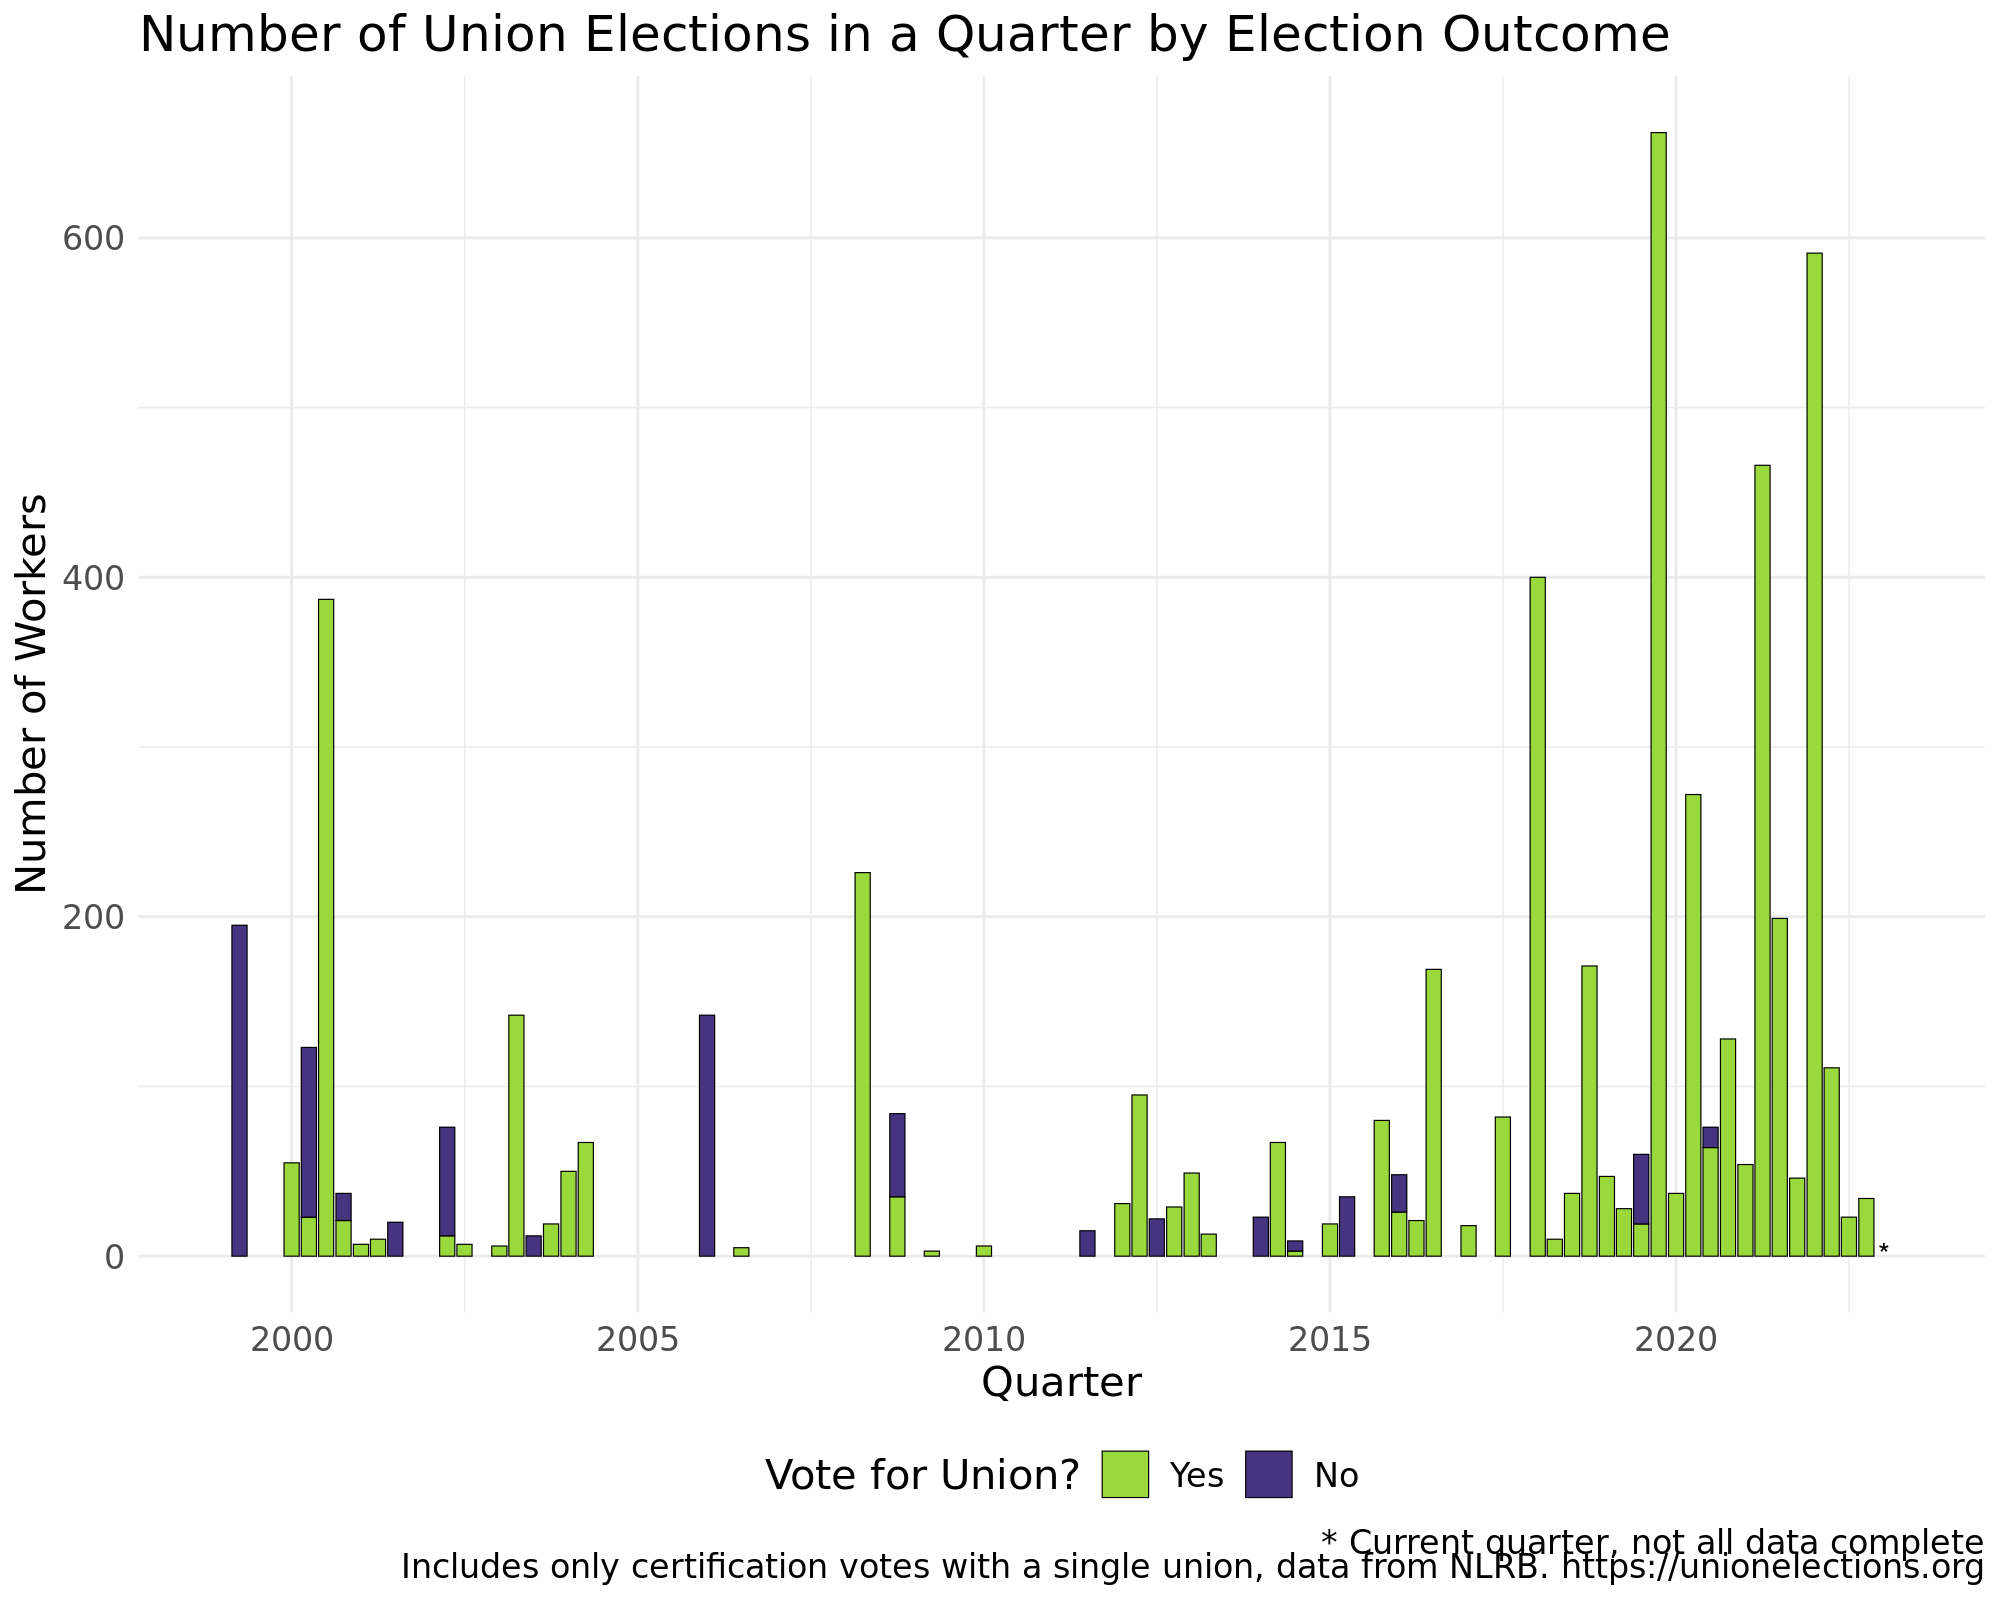 Number of Union Elections in a Quarter by Election Outcome
Number of Workers
600
400
200
0
*
2000 2005 2010 2015 2020
Quarter
Vote for Union? Yes No
* Current quarter, not all data complete
Includes only certification votes with a single union, data from NLRB. https://unionelections.org